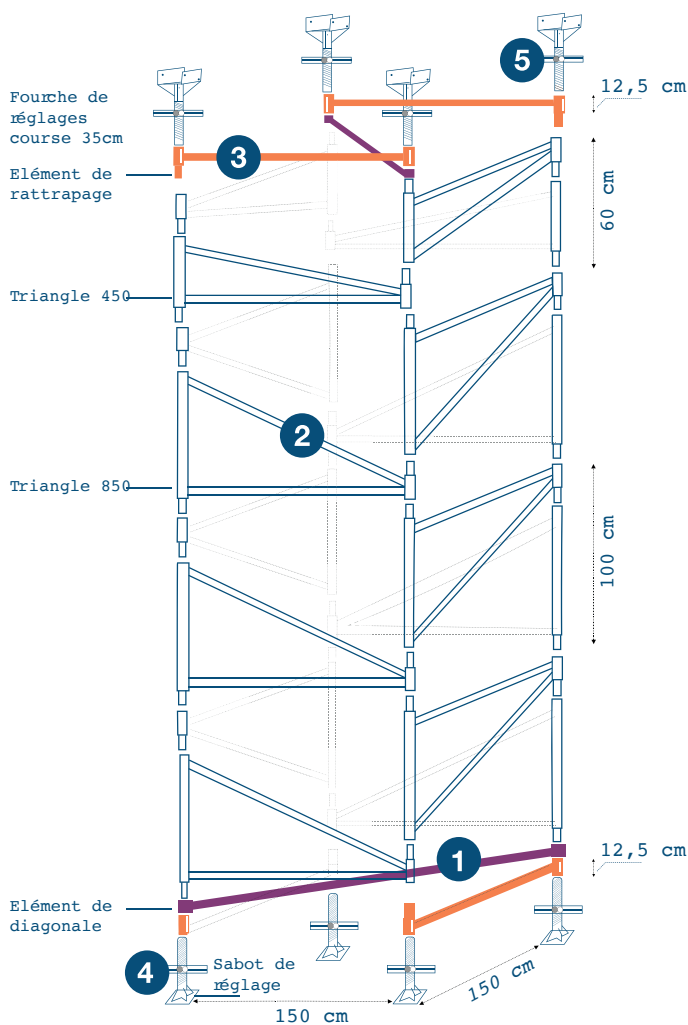 5
12,5 cm
Fourche de
réglages
course 35cm
3
Elément de
rattrapage
60 cm
Triangle 450
2
Triangle 850
100 cm
1
12,5 cm
Elément de
diagonale
4
Sabot de
réglage
150 cm
150 cm